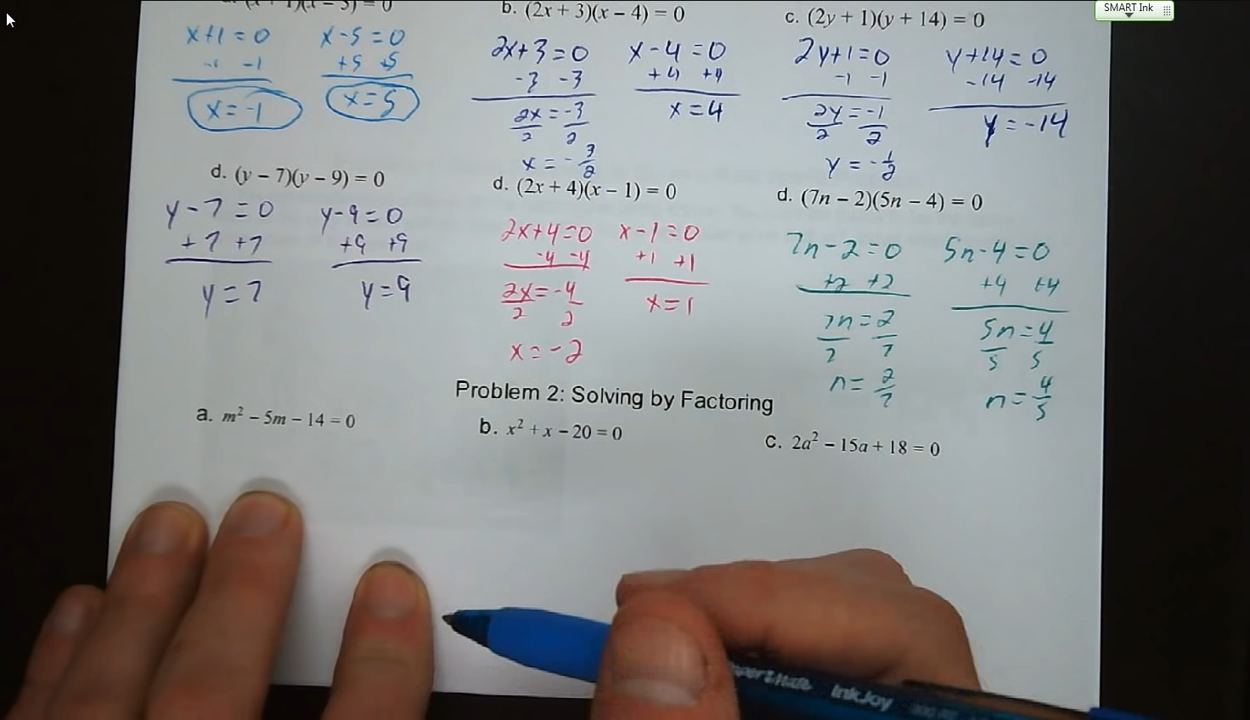 SMART Ink
b. (2x + 3)(x – 4) = 0
c. (2y + 1)(y + 14) = 0
x+1=0 x-5=0
-1 -1 +5 +5
x=-1 x=5
2x+3=0 x-4=0
-3 -3 +4 +4
2x = -3 x=4
2 2
x = -3/2
2y+1=0 y+14=0
-1 -1 -14 -14
2y = -1 y = -14
2 2
y = -1/2
d. (y – 7)(y – 9) = 0
d. (2x + 4)(x – 1) = 0
d. (7n – 2)(5n – 4) = 0
y-7=0 y-9=0
+7 +7 +9 +9
y=7 y=9
2x+4=0 x-1=0
-4 -4 +1 +1
2x = -4 x=1
2 2
x = -2
7n-2=0 5n-4=0
+2 +2 +4 +4
7n=2 5n=4
7 7 5 5
n=2/7 n=4/5
Problem 2: Solving by Factoring
a. m² – 5m – 14 = 0
b. x² + x – 20 = 0
c. 2a² – 15a + 18 = 0
InkJoy